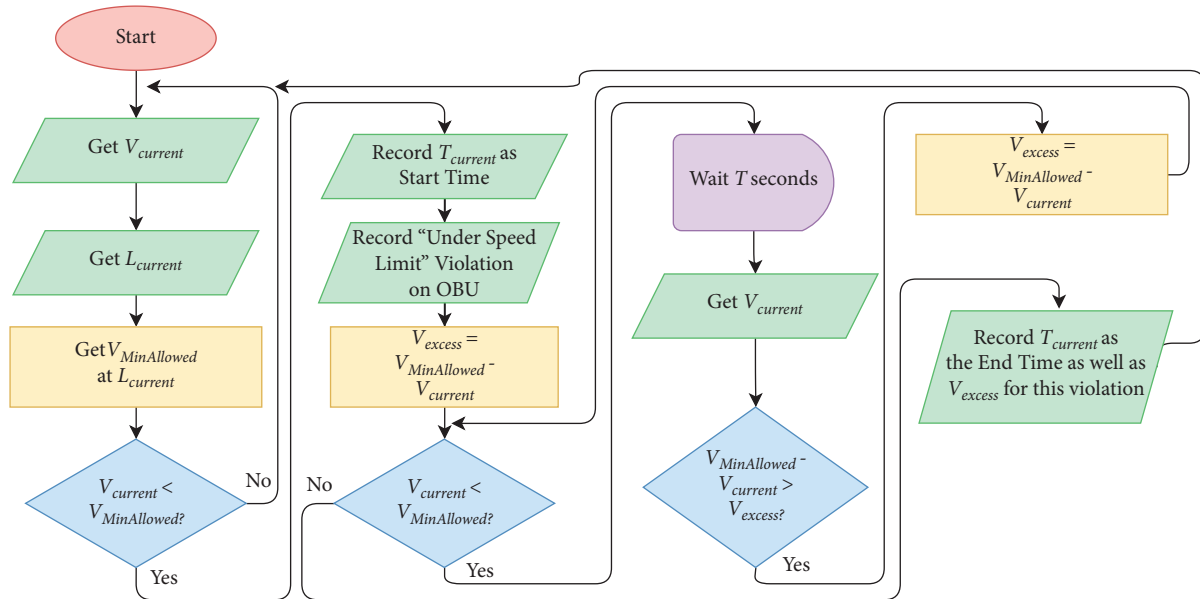 Start
Get V_current
Get L_current
GetV_MinAllowed
at L_current
V_current <
V_MinAllowed?
No
Yes
Record T_current as
Start Time
Record “Under Speed
Limit” Violation
on OBU
V_excess =
V_MinAllowed -
V_current
V_current <
V_MinAllowed?
No
Yes
Wait T seconds
Get V_current
V_MinAllowed -
V_current >
V_excess?
Yes
V_excess =
V_MinAllowed -
V_current
Record T_current as
the End Time as well as
V_excess for this violation